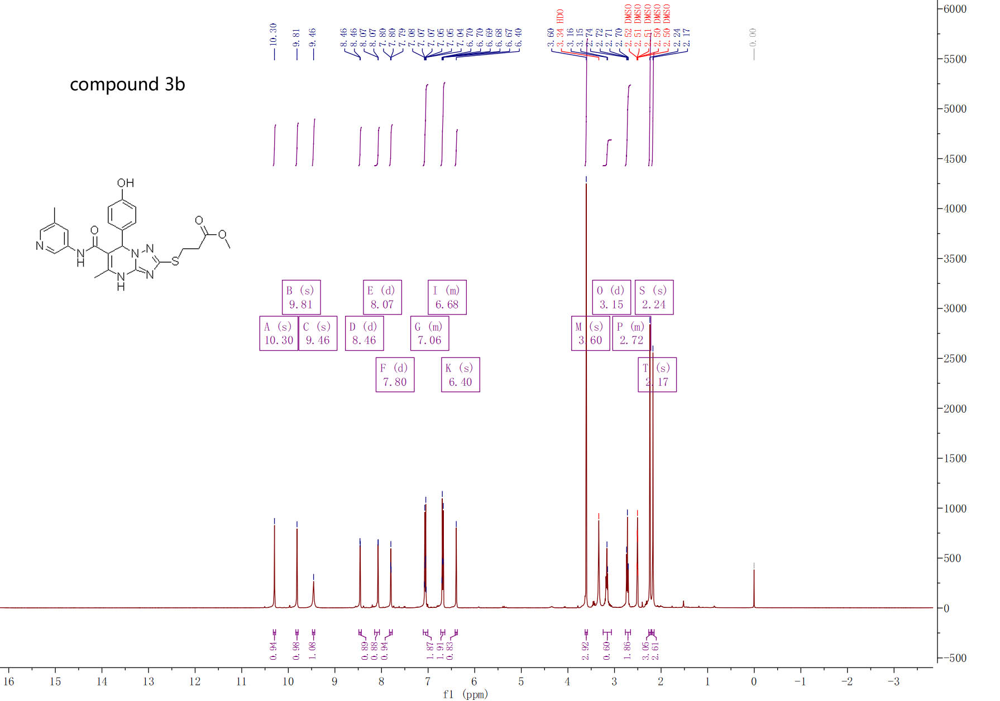 10.30
9.81
9.46
8.46
8.46
8.07
8.07
7.80
7.80
7.79
7.08
7.07
7.07
7.05
7.05
7.04
6.70
6.70
6.69
6.68
6.67
6.40
3.60
3.34 HDO
3.16
3.15
2.74
2.72
2.71
2.70
2.52 DMSO
2.51 DMSO
2.51 DMSO
2.50 DMSO
2.50 DMSO
2.24
2.17
0.00
compound 3b
OH
N
NH
O
N
N
N
NH
S
O
O
B (s)
9.81
E (d)
8.07
I (m)
6.68
O (d)
3.15
S (s)
2.24
A (s)
10.30
C (s)
9.46
D (d)
8.46
G (m)
7.06
M (s)
3.60
P (m)
2.72
F (d)
7.80
K (s)
6.40
T (s)
2.17
6000
5500
5000
4500
4000
3500
3000
2500
2000
1500
1000
500
0
-500
0.94
0.98
1.08
0.89
0.88
0.94
1.87
1.91
0.83
2.92
0.60
1.86
3.05
2.61
16 15 14 13 12 11 10 9 8 7 6 5 4 3 2 1 0 -1 -2 -3
f1 (ppm)